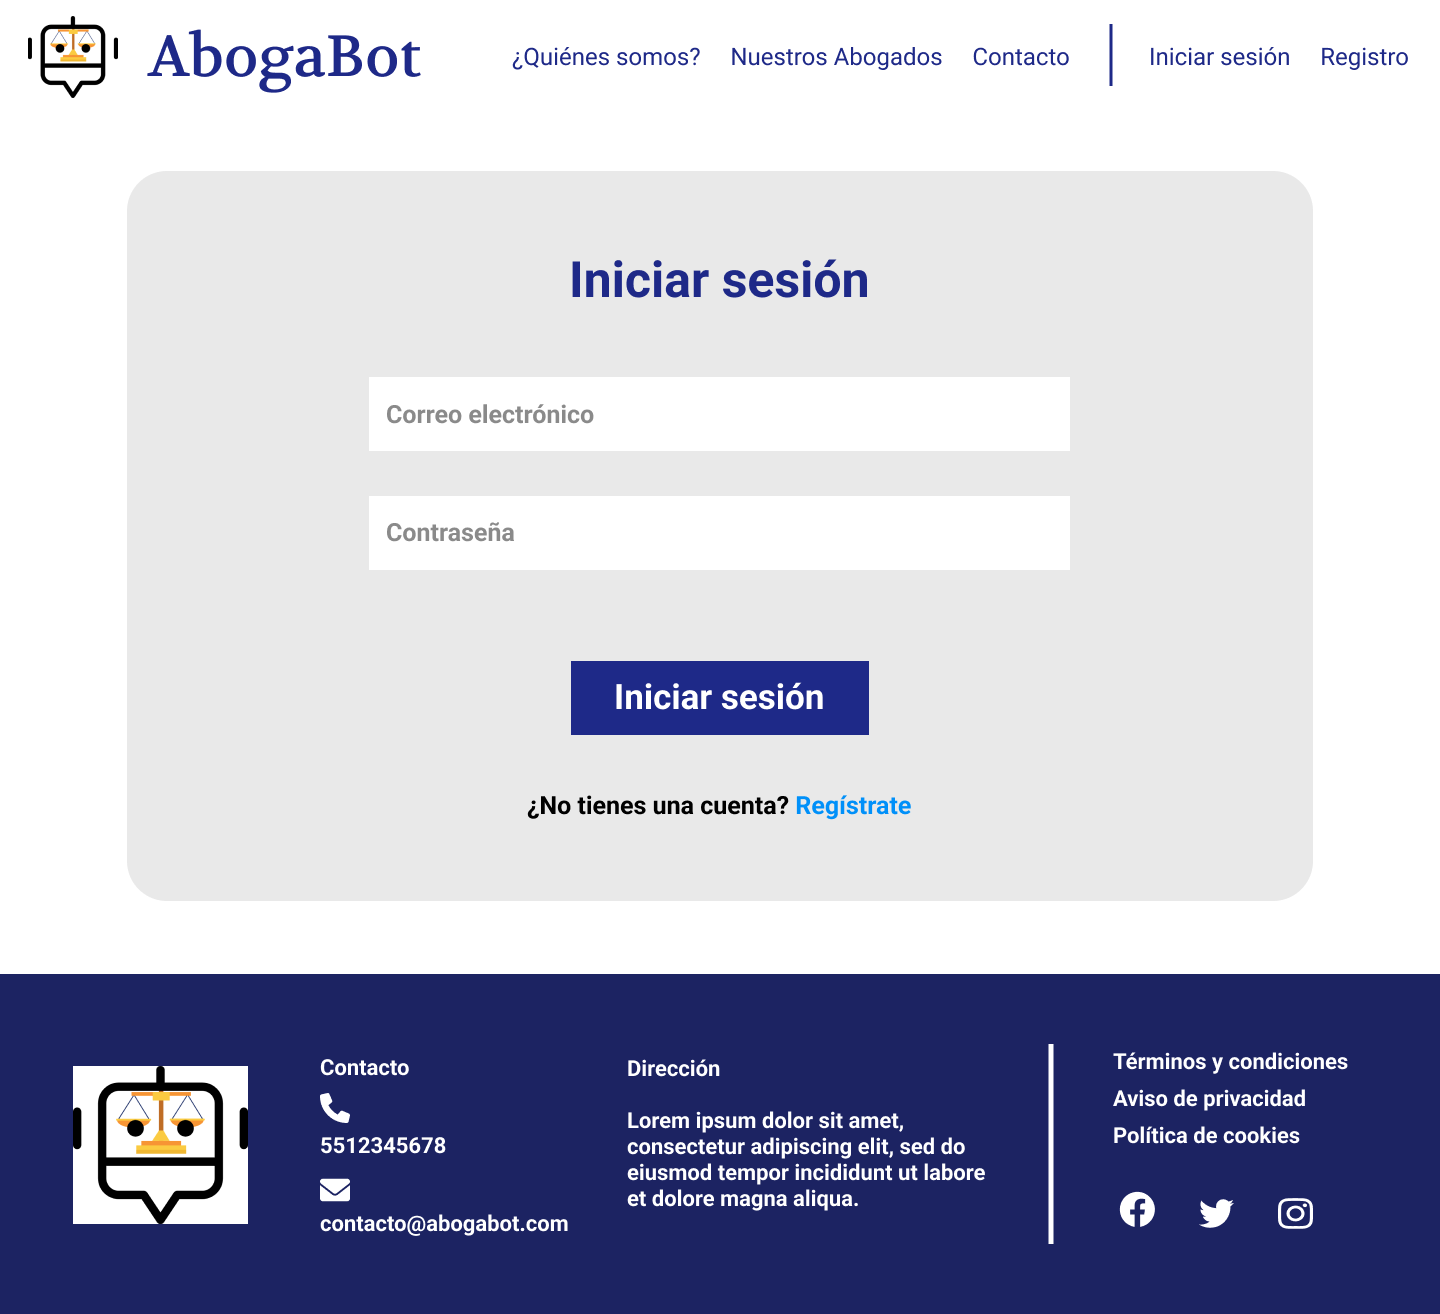 AbogaBot
¿Quiénes somos? Nuestros Abogados Contacto Iniciar sesión Registro
Iniciar sesión
Correo electrónico
Contraseña
Iniciar sesión
¿No tienes una cuenta? Regístrate
Contacto
5512345678
contacto@abogabot.com
Dirección
Lorem ipsum dolor sit amet,
consectetur adipiscing elit, sed do
eiusmod tempor incididunt ut labore
et dolore magna aliqua.
Términos y condiciones
Aviso de privacidad
Política de cookies